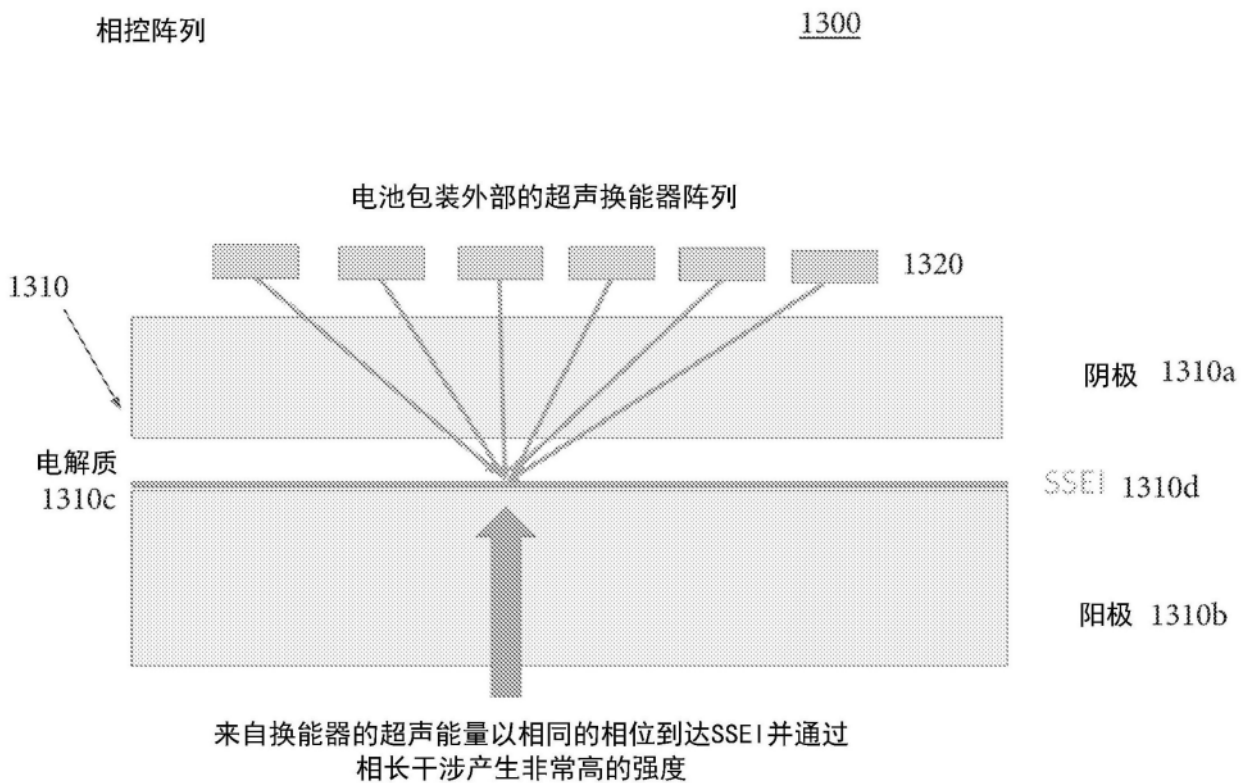 相控阵列
1300
电池包装外部的超声换能器阵列
1320
1310
阴极 1310a
电解质
1310c
SSEI 1310d
阳极 1310b
来自换能器的超声能量以相同的相位到达SSEI并通过
相长干涉产生非常高的强度